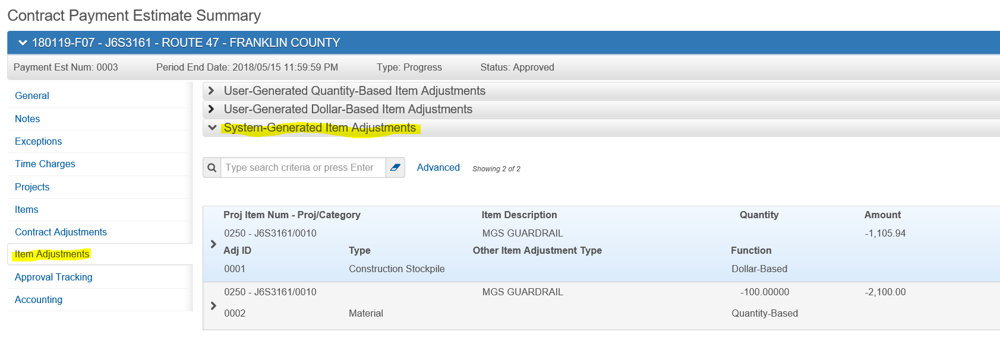 Contract Payment Estimate Summary
180119-F07 - J6S3161 - ROUTE 47 - FRANKLIN COUNTY
Payment Est Num: 0003 Period End Date: 2018/05/15 11:59:59 PM Type: Progress Status: Approved
General
Notes
Exceptions
Time Charges
Projects
Items
Contract Adjustments
Item Adjustments
Approval Tracking
Accounting
User-Generated Quantity-Based Item Adjustments
User-Generated Dollar-Based Item Adjustments
System-Generated Item Adjustments
Type search criteria or press Enter Advanced Showing 2 of 2
Proj Item Num - Proj/Category Item Description Quantity Amount
0250 - J6S3161/0010 MGS GUARDRAIL -1,105.94
Adj ID Type Other Item Adjustment Type Function
0001 Construction Stockpile Dollar-Based
0250 - J6S3161/0010 MGS GUARDRAIL -100.00000 -2,100.00
0002 Material Quantity-Based